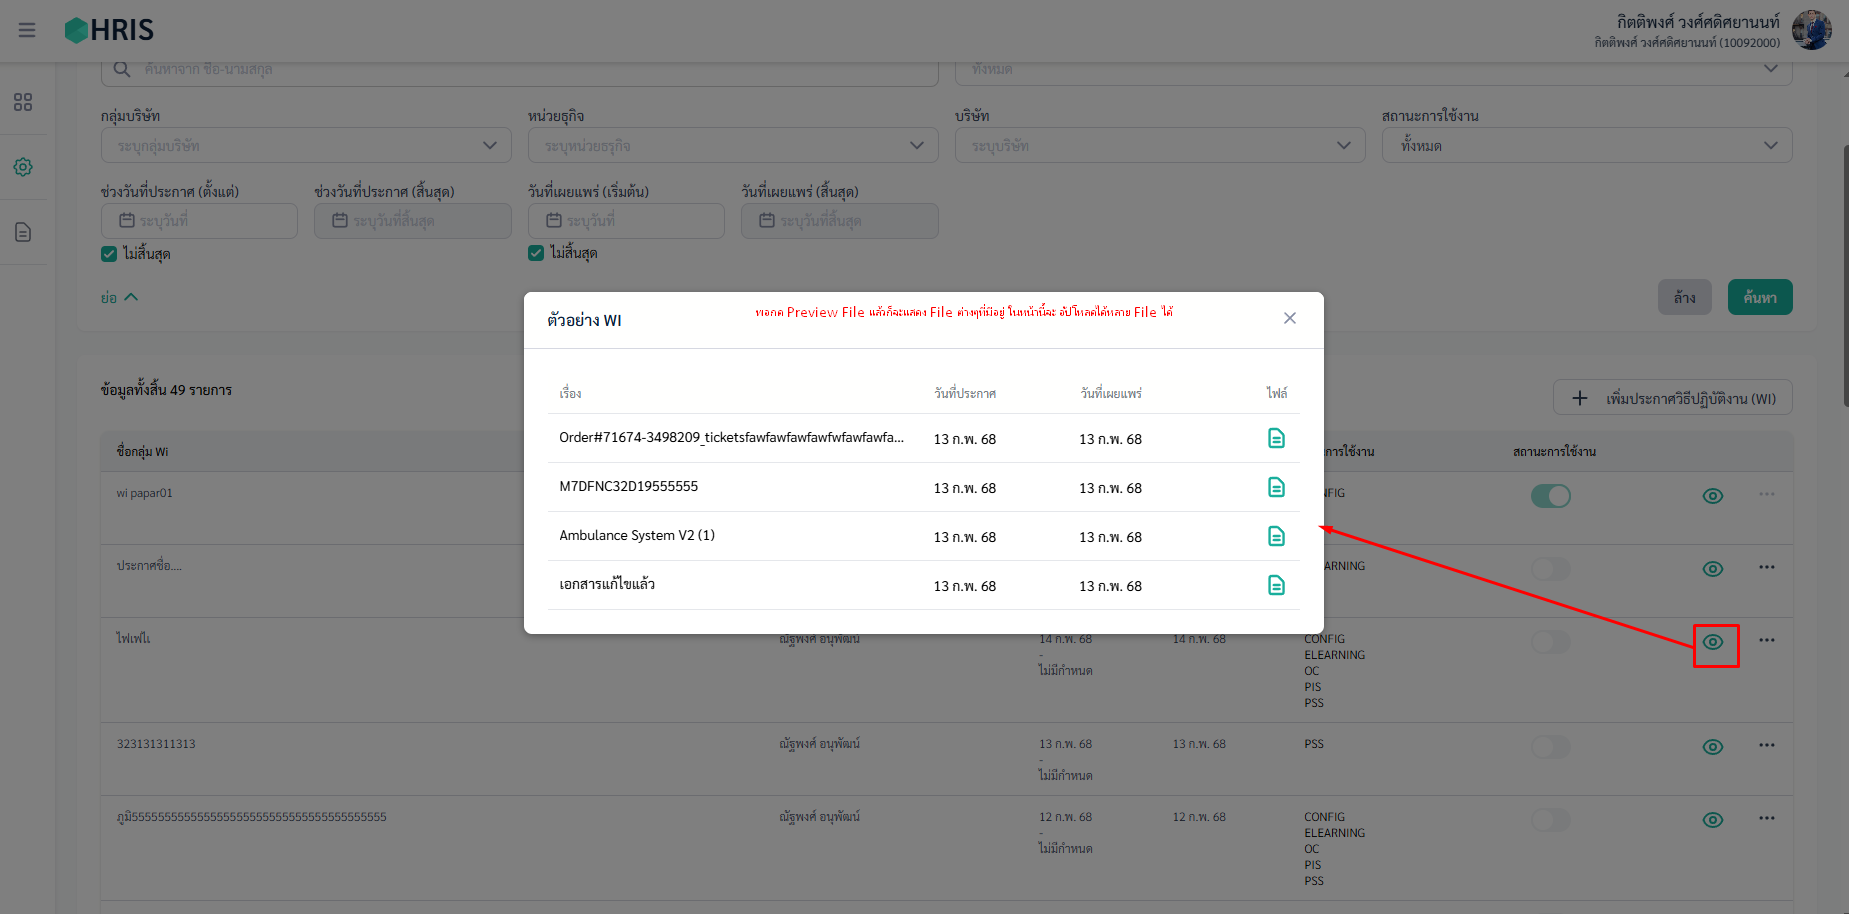 HRIS
กิตติพงศ์ วงศ์ศดิศยานนท์
กิตติพงศ์ วงศ์ศดิศยานนท์ (10092000)
ค้นหาจาก ชื่อ-นามสกุล
ทั้งหมด
กลุ่มบริษัท
หน่วยธุรกิจ
บริษัท
สถานะการใช้งาน
ระบุกลุ่มบริษัท
ระบุหน่วยธรุกิจ
ระบุบริษัท
ทั้งหมด
ช่วงวันที่ประกาศ (ตั้งแต่)
ช่วงวันที่ประกาศ (สิ้นสุด)
วันที่เผยแพร่ (เริ่มต้น)
วันที่เผยแพร่ (สิ้นสุด)
ระบุวันที่
ระบุวันที่สิ้นสุด
ระบุวันที่
ระบุวันที่สิ้นสุด
ไม่สิ้นสุด
ไม่สิ้นสุด
ย่อ
ล้าง
ค้นหา
ตัวอย่าง WI
พอกด Preview File แล้วก็จะแสดง File ต่างๆที่มีอยู่ ในหน้านี้จะ อัปโหลดได้หลาย File ได้
เรื่อง
วันที่ประกาศ
วันที่เผยแพร่
ไฟล์
Order#71674-3498209_ticketsfawfawfawfawfwfawfawfa...
13 ก.พ. 68
13 ก.พ. 68
M7DFNC32D19555555
13 ก.พ. 68
13 ก.พ. 68
Ambulance System V2 (1)
13 ก.พ. 68
13 ก.พ. 68
เอกสารแก้ไขแล้ว
13 ก.พ. 68
13 ก.พ. 68
ข้อมูลทั้งสิ้น 49 รายการ
เพิ่มประกาศวิธีปฏิบัติงาน (WI)
ชื่อกลุ่ม Wi
การใช้งาน
สถานะการใช้งาน
wi papar01
NFIG
ประกาศชื่อ....
ARNING
ไฟเฟไเ
ณัฐพงศ์ อนุพัฒน์
14 ก.พ. 68
-
ไม่มีกำหนด
14 ก.พ. 68
CONFIG
ELEARNING
OC
PIS
PSS
323131311313
ณัฐพงศ์ อนุพัฒน์
13 ก.พ. 68
-
ไม่มีกำหนด
13 ก.พ. 68
PSS
ณัฐพงศ์ อนุพัฒน์
12 ก.พ. 68
-
ไม่มีกำหนด
12 ก.พ. 68
CONFIG
ELEARNING
OC
PIS
PSS